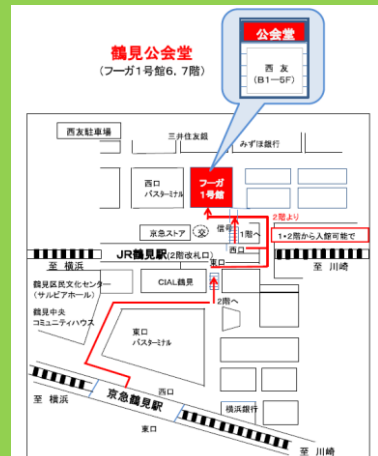 鶴見公会堂
(フーガ1号館6．7階)
公会堂
西友
(B1―5F)
西友駐車場
三井住友銀
みずほ銀行
西口
バスターミナル
フーガ
1号館
2階より
京急ストア
交
信号
1階へ
1・2階から入館可能で
西口
JR鶴見駅(2階改札口)
東口
至 横浜
至 川崎
鶴見区民文化センター
(サルビアホール)
CIAL鶴見
2階へ
鶴見中央
コミュニティハウス
東口
バスターミナル
西口
至 横浜
京急鶴見駅
横浜銀行
東口
至 川崎